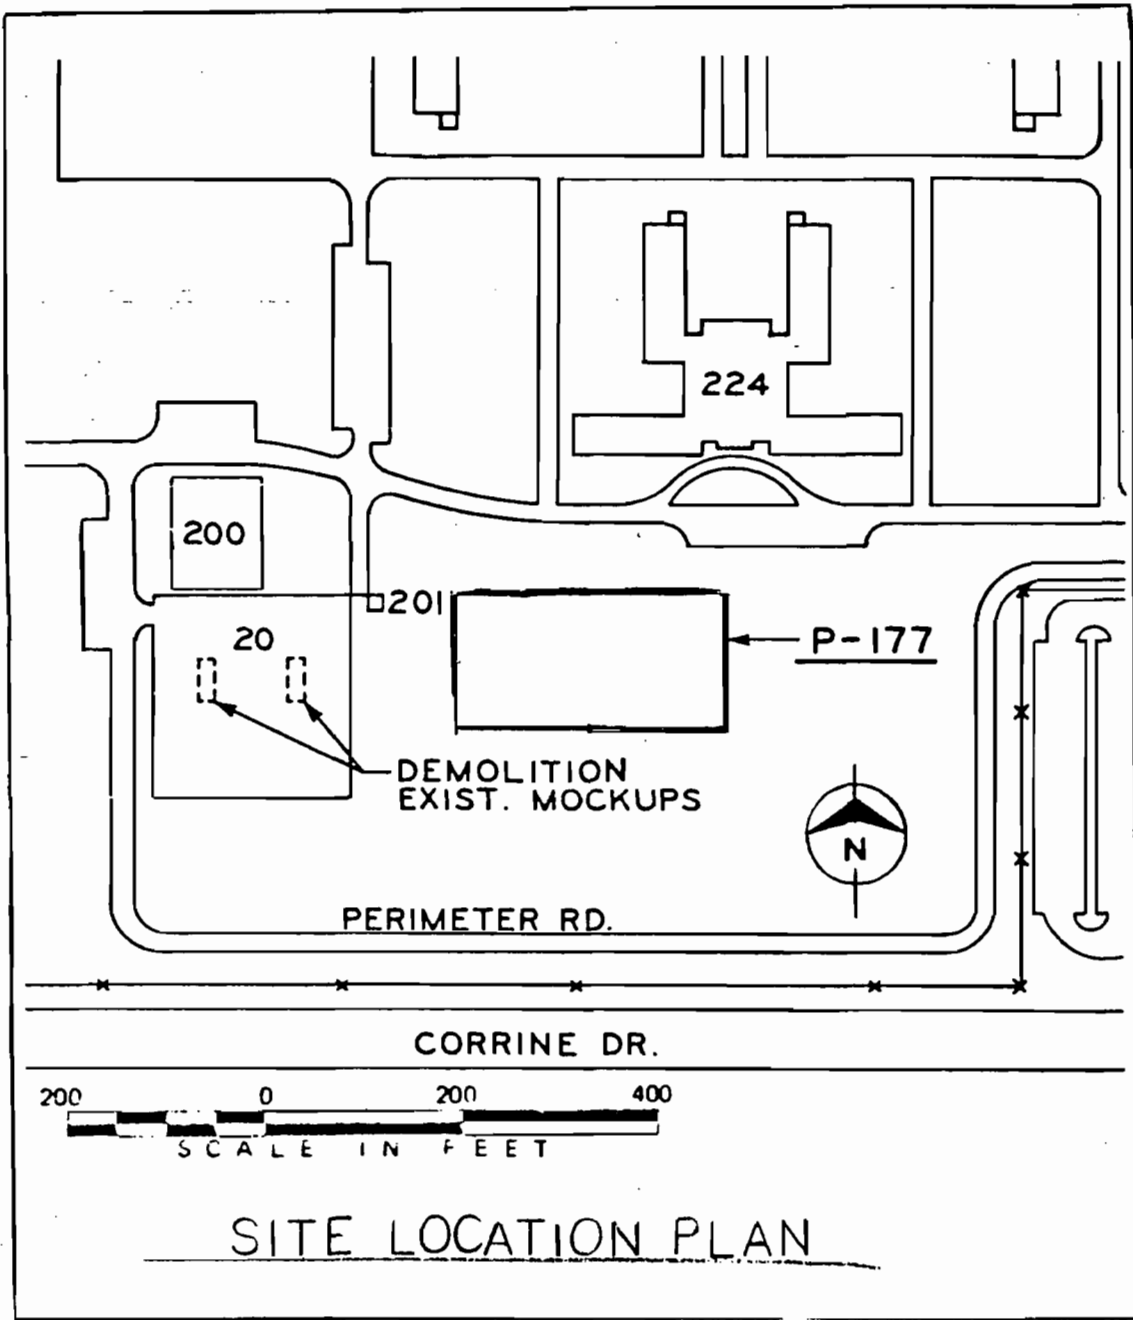 224
200
201
P-177
20
DEMOLITION
EXIST. MOCKUPS
N
PERIMETER RD.
CORRINE DR.
200 0 200 400
SCALE IN FEET
SITE LOCATION PLAN